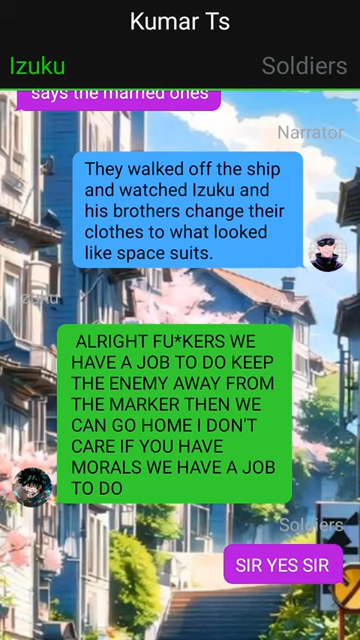 Kumar Ts
Izuku
Soldiers
says the married ones
Narrator
They walked off the ship
and watched Izuku and
his brothers change their
clothes to what looked
like space suits.
Izuku
ALRIGHT FU*KERS WE
HAVE A JOB TO DO KEEP
THE ENEMY AWAY FROM
THE MARKER THEN WE
CAN GO HOME I DON'T
CARE IF YOU HAVE
MORALS WE HAVE A JOB
TO DO
Soldiers
SIR YES SIR